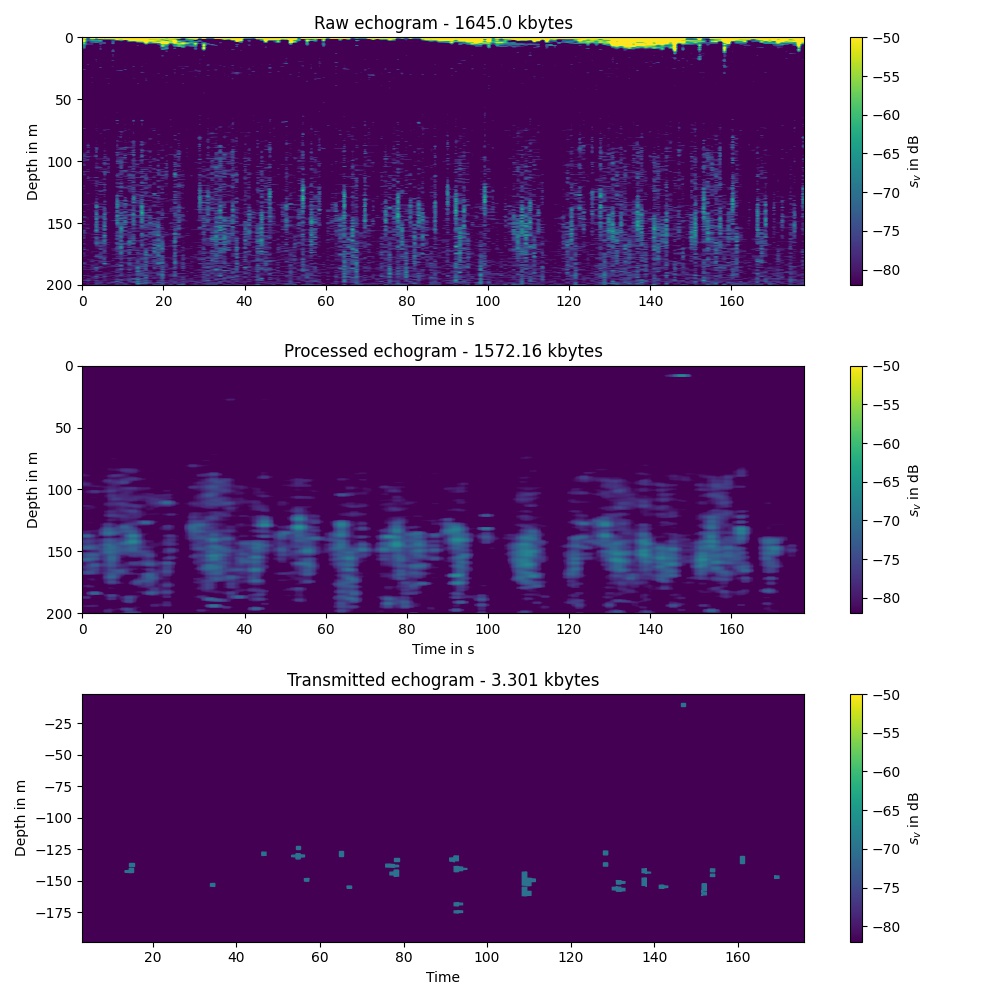 Raw echogram - 1645.0 kbytes
0
50
100
150
200
Depth in m
0 20 40 60 80 100 120 140 160
Time in s
−50
−55
−60
−65
−70
−75
−80
sv in dB
Processed echogram - 1572.16 kbytes
0
50
100
150
200
Depth in m
0 20 40 60 80 100 120 140 160
Time in s
−50
−55
−60
−65
−70
−75
−80
sv in dB
Transmitted echogram - 3.301 kbytes
−25
−50
−75
−100
−125
−150
−175
Depth in m
20 40 60 80 100 120 140 160
Time
−50
−55
−60
−65
−70
−75
−80
sv in dB